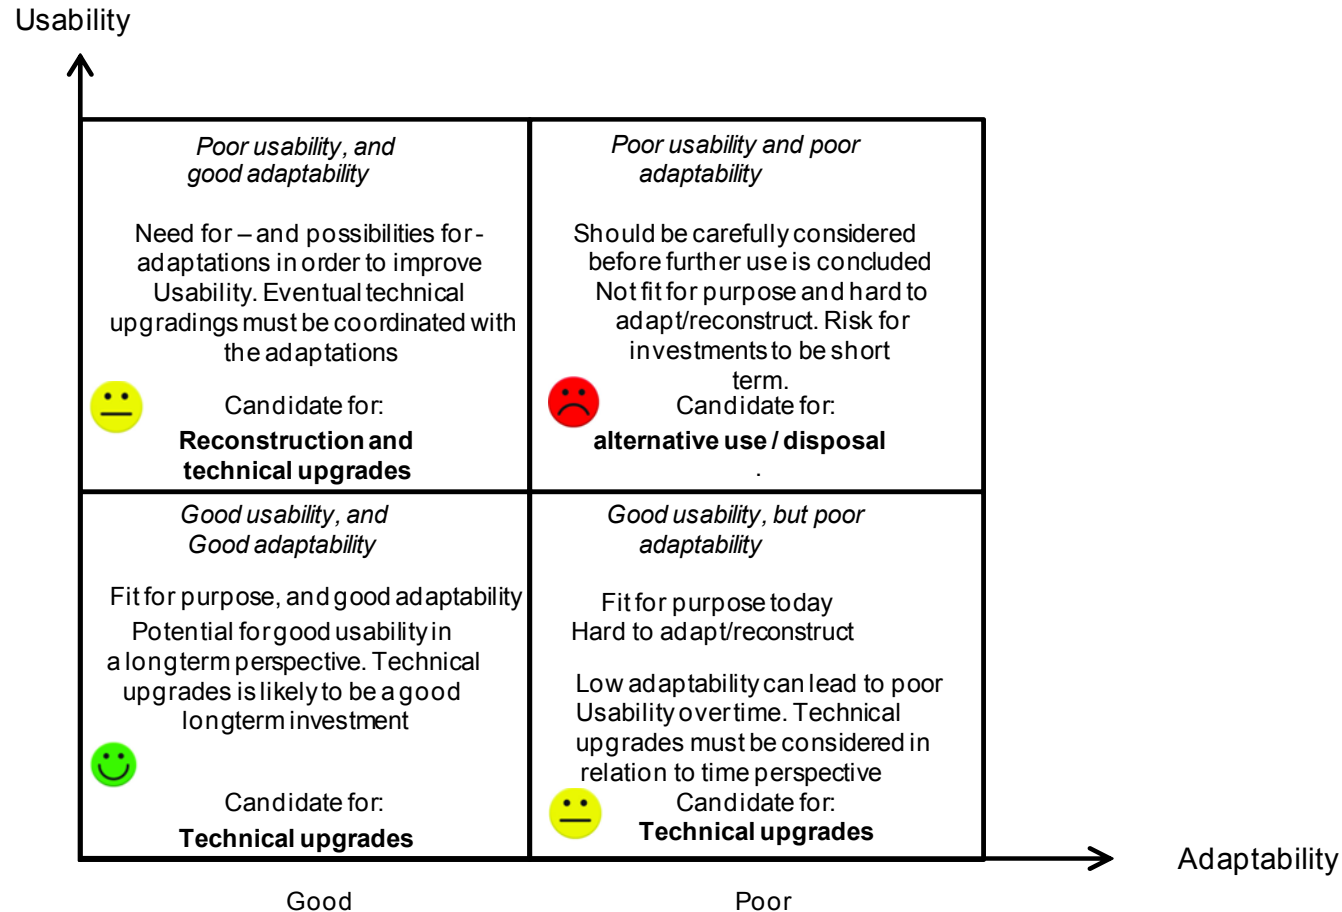 Usability
Poor usability, and
good adaptability
Need for – and possibilities for -
adaptations in order to improve
Usability. Eventual technical
upgradings must be coordinated with
the adaptations
Candidate for:
Reconstruction and
technical upgrades
Poor usability and poor
adaptability
Should be carefully considered
before further use is concluded
Not fit for purpose and hard to
adapt/reconstruct. Risk for
investments to be short
term.
Candidate for:
alternative use / disposal
.
Good usability, and
Good adaptability
Fit for purpose, and good adaptability
Potential for good usability in
a longterm perspective. Technical
upgrades is likely to be a good
longterm investment
Candidate for:
Technical upgrades
Good usability, but poor
adaptability
Fit for purpose today
Hard to adapt/reconstruct
Low adaptability can lead to poor
Usability over time. Technical
upgrades must be considered in
relation to time perspective
Candidate for:
Technical upgrades
Adaptability
Good
Poor